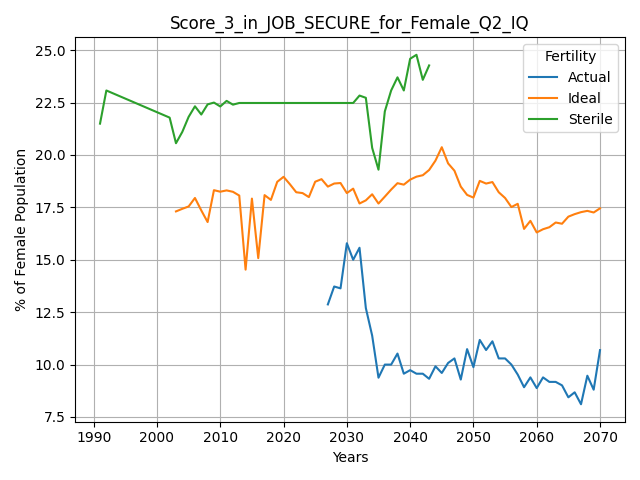 Score_3_in_JOB_SECURE_for_Female_Q2_IQ
25.0
22.5
20.0
17.5
15.0
12.5
10.0
7.5
% of Female Population
Fertility
Actual
Ideal
Sterile
1990 2000 2010 2020 2030 2040 2050 2060 2070
Years